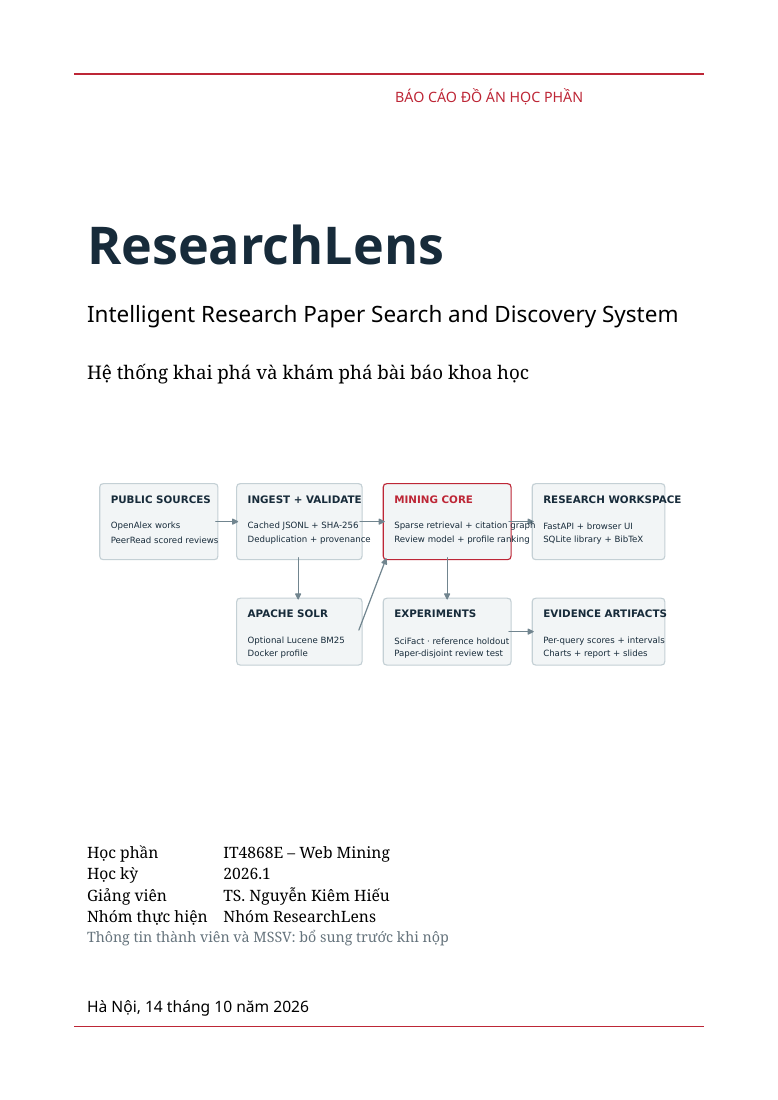 BÁO CÁO ĐỒ ÁN HỌC PHẦN
ResearchLens
Intelligent Research Paper Search and Discovery System
Hệ thống khai phá và khám phá bài báo khoa học
PUBLIC SOURCES
OpenAlex works
PeerRead scored reviews
INGEST + VALIDATE
Cached JSONL + SHA-256
Deduplication + provenance
MINING CORE
Sparse retrieval + citation graph
Review model + profile ranking
RESEARCH WORKSPACE
FastAPI + browser UI
SQLite library + BibTeX
APACHE SOLR
Optional Lucene BM25
Docker profile
EXPERIMENTS
SciFact · reference holdout
Paper-disjoint review test
EVIDENCE ARTIFACTS
Per-query scores + intervals
Charts + report + slides
Học phần IT4868E – Web Mining
Học kỳ 2026.1
Giảng viên TS. Nguyễn Kiêm Hiếu
Nhóm thực hiện Nhóm ResearchLens
Thông tin thành viên và MSSV: bổ sung trước khi nộp
Hà Nội, 14 tháng 10 năm 2026